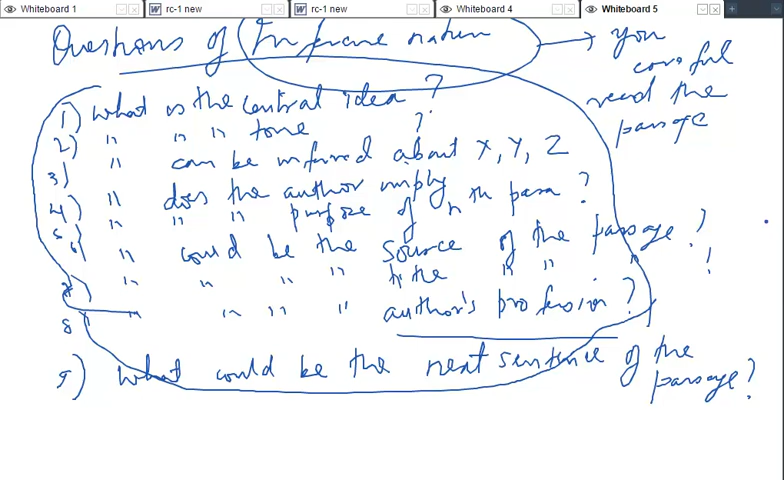 Whiteboard 1
rc-1 new
rc-1 new
Whiteboard 4
Whiteboard 5
Questions of Inference nature → you
careful
read the
passage
1) What is the central idea ?
2) " " " tone ?
3) " can be inferred about X, Y, Z
4) " does the author imply
5) " " " purpose of nth para ?
6) " could be the source of the passage ?
7) " " " " title " " " !
8) " " " " author's profession ?
9) What could be the next sentence of the
passage ?